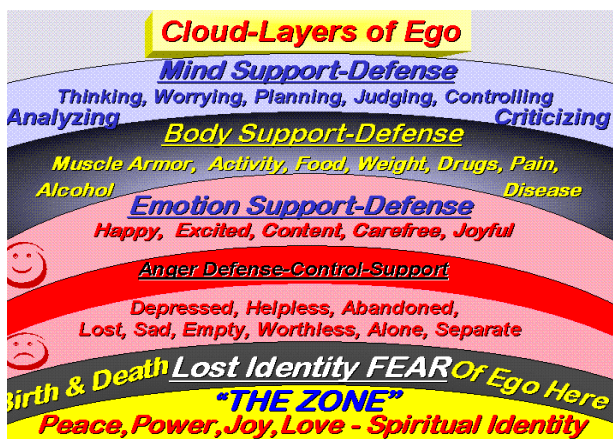 Cloud-Layers of Ego
Mind Support-Defense
Thinking, Worrying, Planning, Judging, Controlling
Analyzing Criticizing
Body Support-Defense
Muscle Armor, Activity, Food, Weight, Drugs, Pain,
Alcohol Disease
Emotion Support-Defense
Happy, Excited, Content, Carefree, Joyful
Anger Defense-Control-Support
Depressed, Helpless, Abandoned,
Lost, Sad, Empty, Worthless, Alone, Separate
Birth & Death Lost Identity FEAR Of Ego Here
"THE ZONE"
Peace,Power,Joy,Love - Spiritual Identity